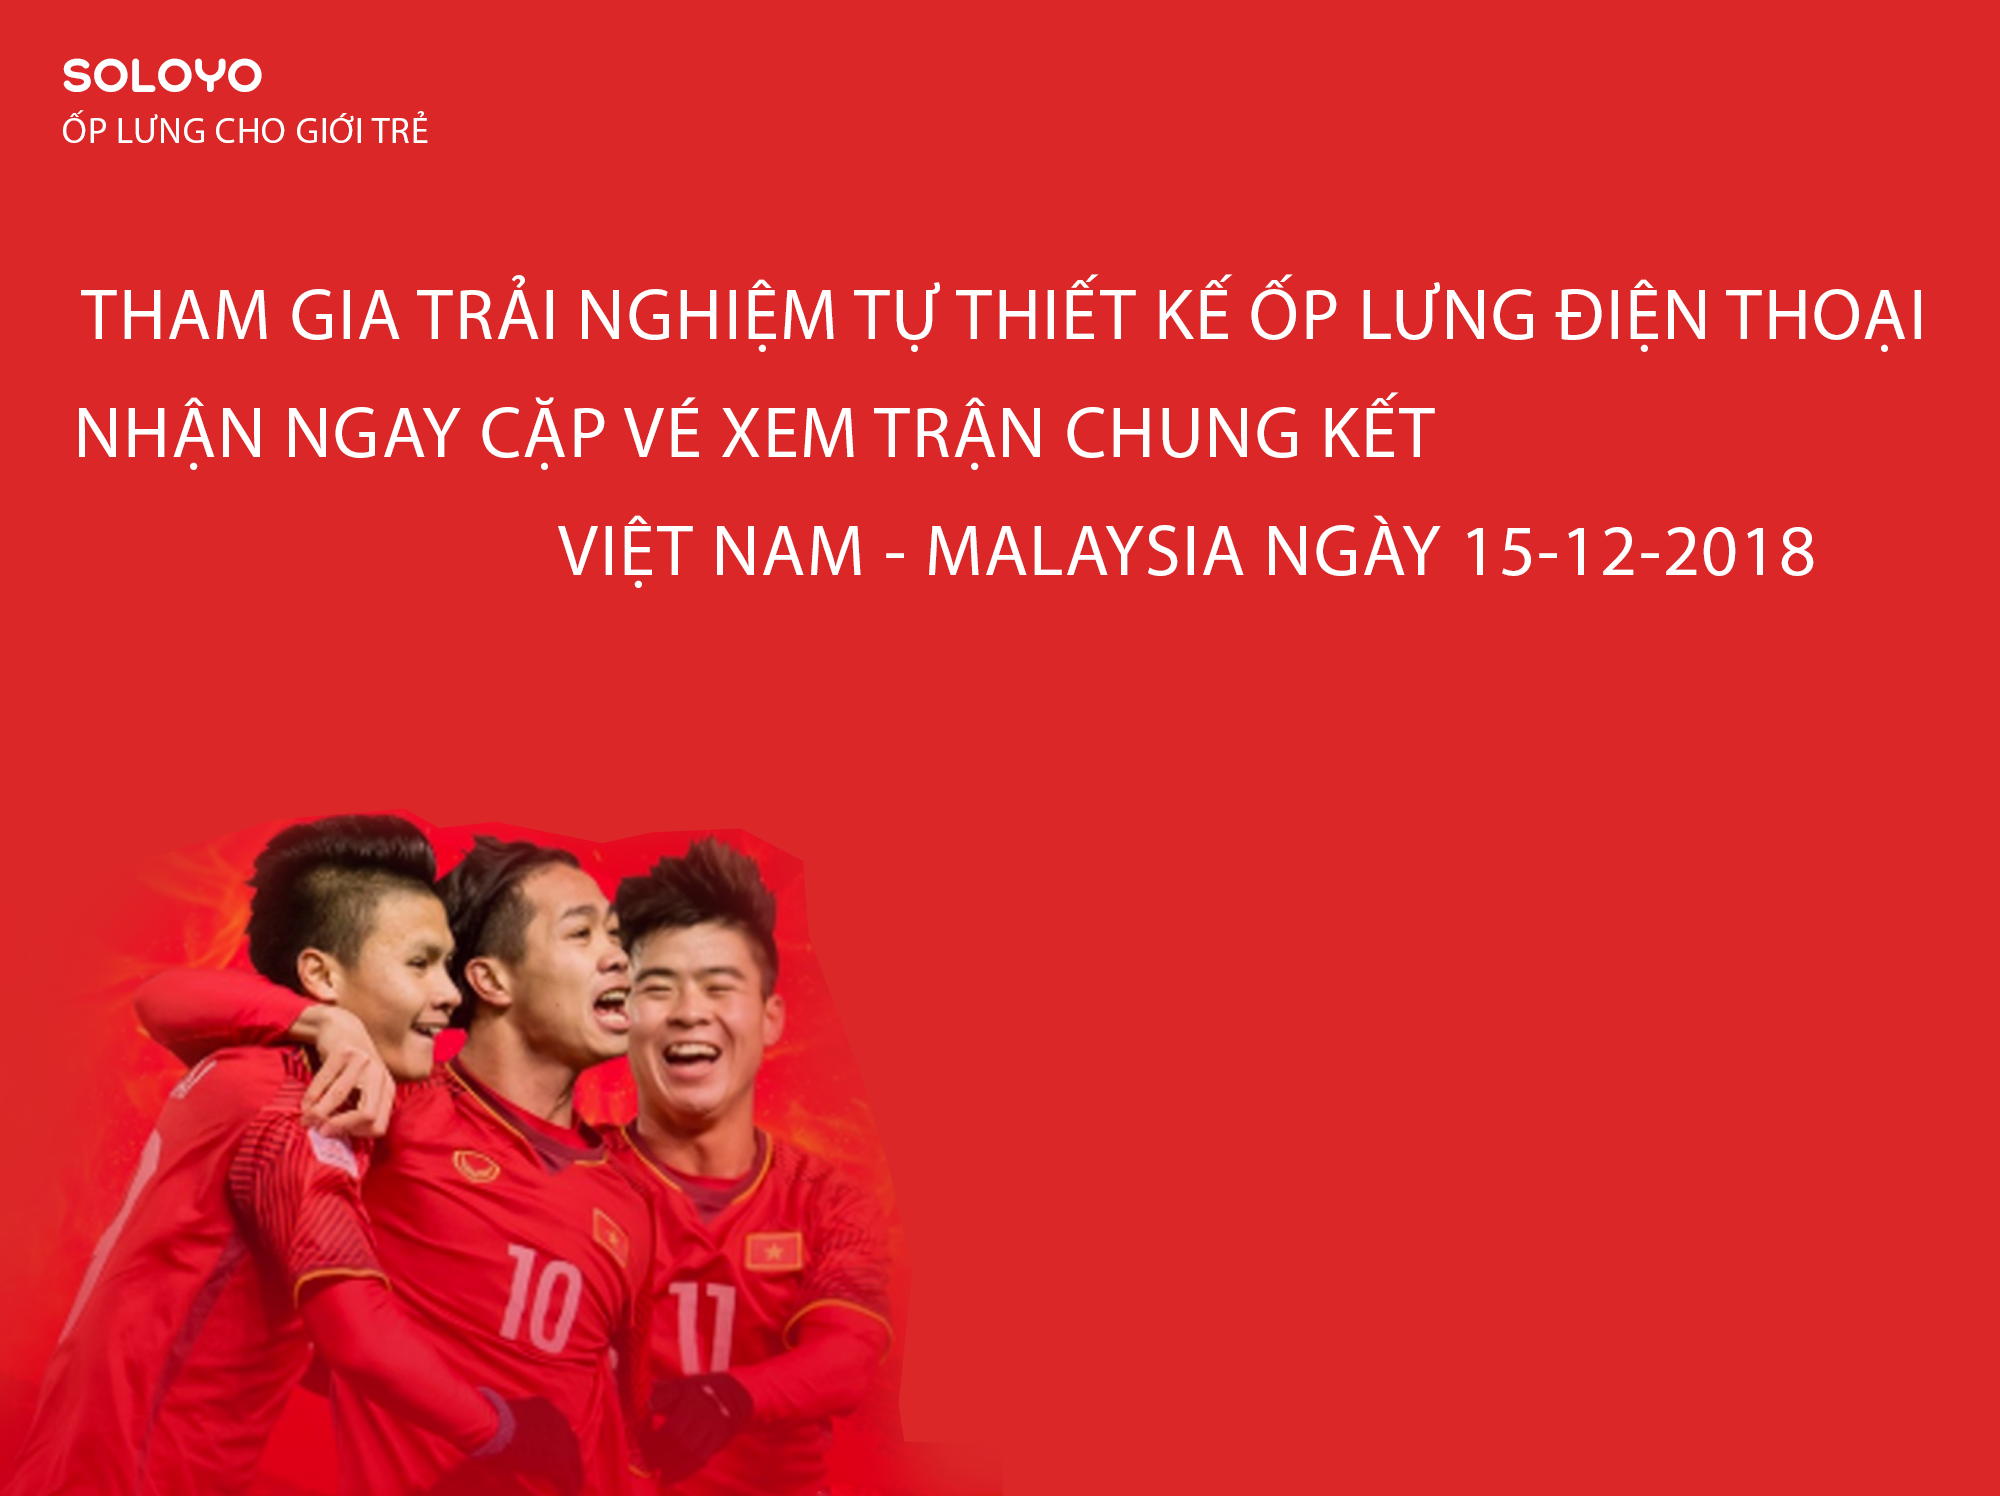 SOLOYO
ỐP LƯNG CHO GIỚI TRẺ
THAM GIA TRẢI NGHIỆM TỰ THIẾT KẾ ỐP LƯNG ĐIỆN THOẠI
NHẬN NGAY CẶP VÉ XEM TRẬN CHUNG KẾT
VIỆT NAM - MALAYSIA NGÀY 15-12-2018
10
11